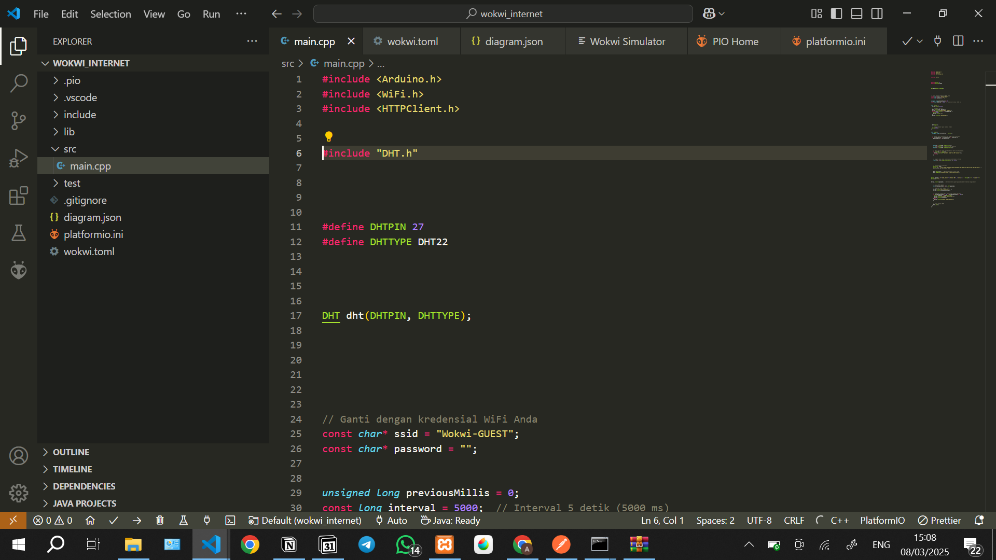 File Edit Selection View Go Run ··· wokwi_internet
EXPLORER ···
WOKWI_INTERNET
.pio
.vscode
include
lib
src
main.cpp
test
.gitignore
diagram.json
platformio.ini
wokwi.toml
OUTLINE
TIMELINE
DEPENDENCIES
JAVA PROJECTS
main.cpp wokwi.toml diagram.json Wokwi Simulator PIO Home platformio.ini
src > main.cpp > ...
1 #include <Arduino.h>
2 #include <WiFi.h>
3 #include <HTTPClient.h>
4
5
6 #include "DHT.h"
7
8
9
10
11 #define DHTPIN 27
12 #define DHTTYPE DHT22
13
14
15
16
17 DHT dht(DHTPIN, DHTTYPE);
18
19
20
21
22
23
24 // Ganti dengan kredensial WiFi Anda
25 const char* ssid = "Wokwi-GUEST";
26 const char* password = "";
27
28
29 unsigned long previousMillis = 0;
30 const long interval = 5000; // Interval 5 detik (5000 ms)
0 0 Default (wokwi_internet) Auto Java: Ready Ln 6, Col 1 Spaces: 2 UTF-8 CRLF C++ PlatformIO Prettier
14 31 A ENG 15:08
08/03/2025 22